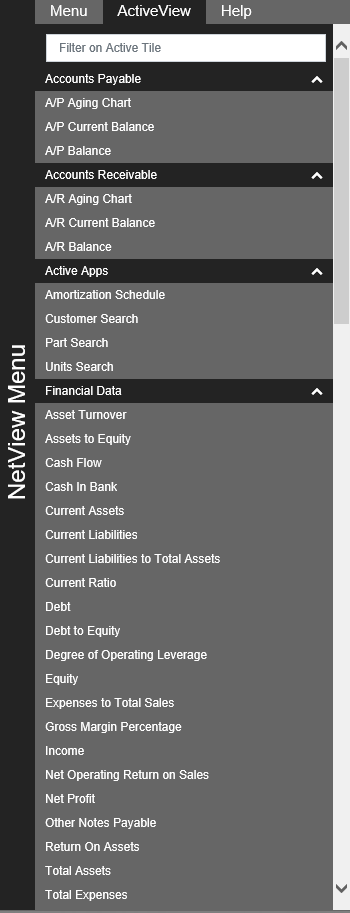 Menu
ActiveView
Help
Filter on Active Tile
Accounts Payable
A/P Aging Chart
A/P Current Balance
A/P Balance
Accounts Receivable
A/R Aging Chart
A/R Current Balance
A/R Balance
Active Apps
Amortization Schedule
Customer Search
Part Search
Units Search
Financial Data
Asset Turnover
Assets to Equity
Cash Flow
Cash In Bank
Current Assets
Current Liabilities
Current Liabilities to Total Assets
Current Ratio
Debt
Debt to Equity
Degree of Operating Leverage
Equity
Expenses to Total Sales
Gross Margin Percentage
Income
Net Operating Return on Sales
Net Profit
Other Notes Payable
Return On Assets
Total Assets
Total Expenses
NetView Menu